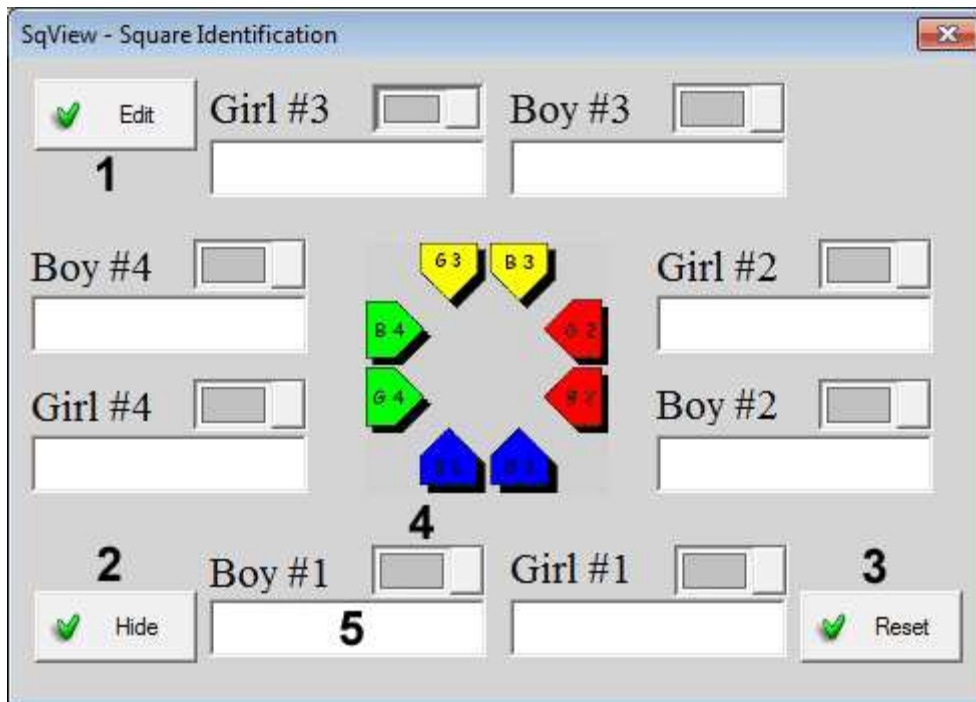 SqView - Square Identification
Edit
Girl #3
Boy #3
1
Boy #4
G 3
B 3
Girl #2
B 4
G 2
Girl #4
G 4
B 2
Boy #2
4
2
Boy #1
Girl #1
3
Hide
5
Reset